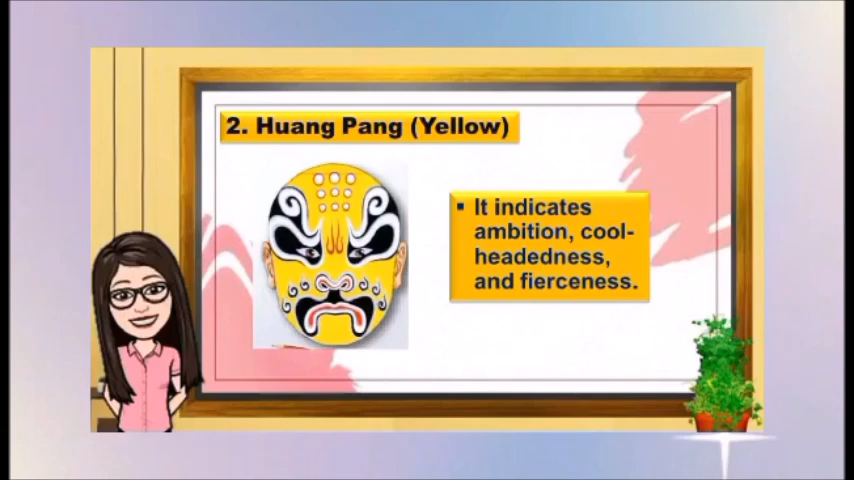 2. Huang Pang (Yellow)
▪ It indicates
ambition, cool-
headedness,
and fierceness.